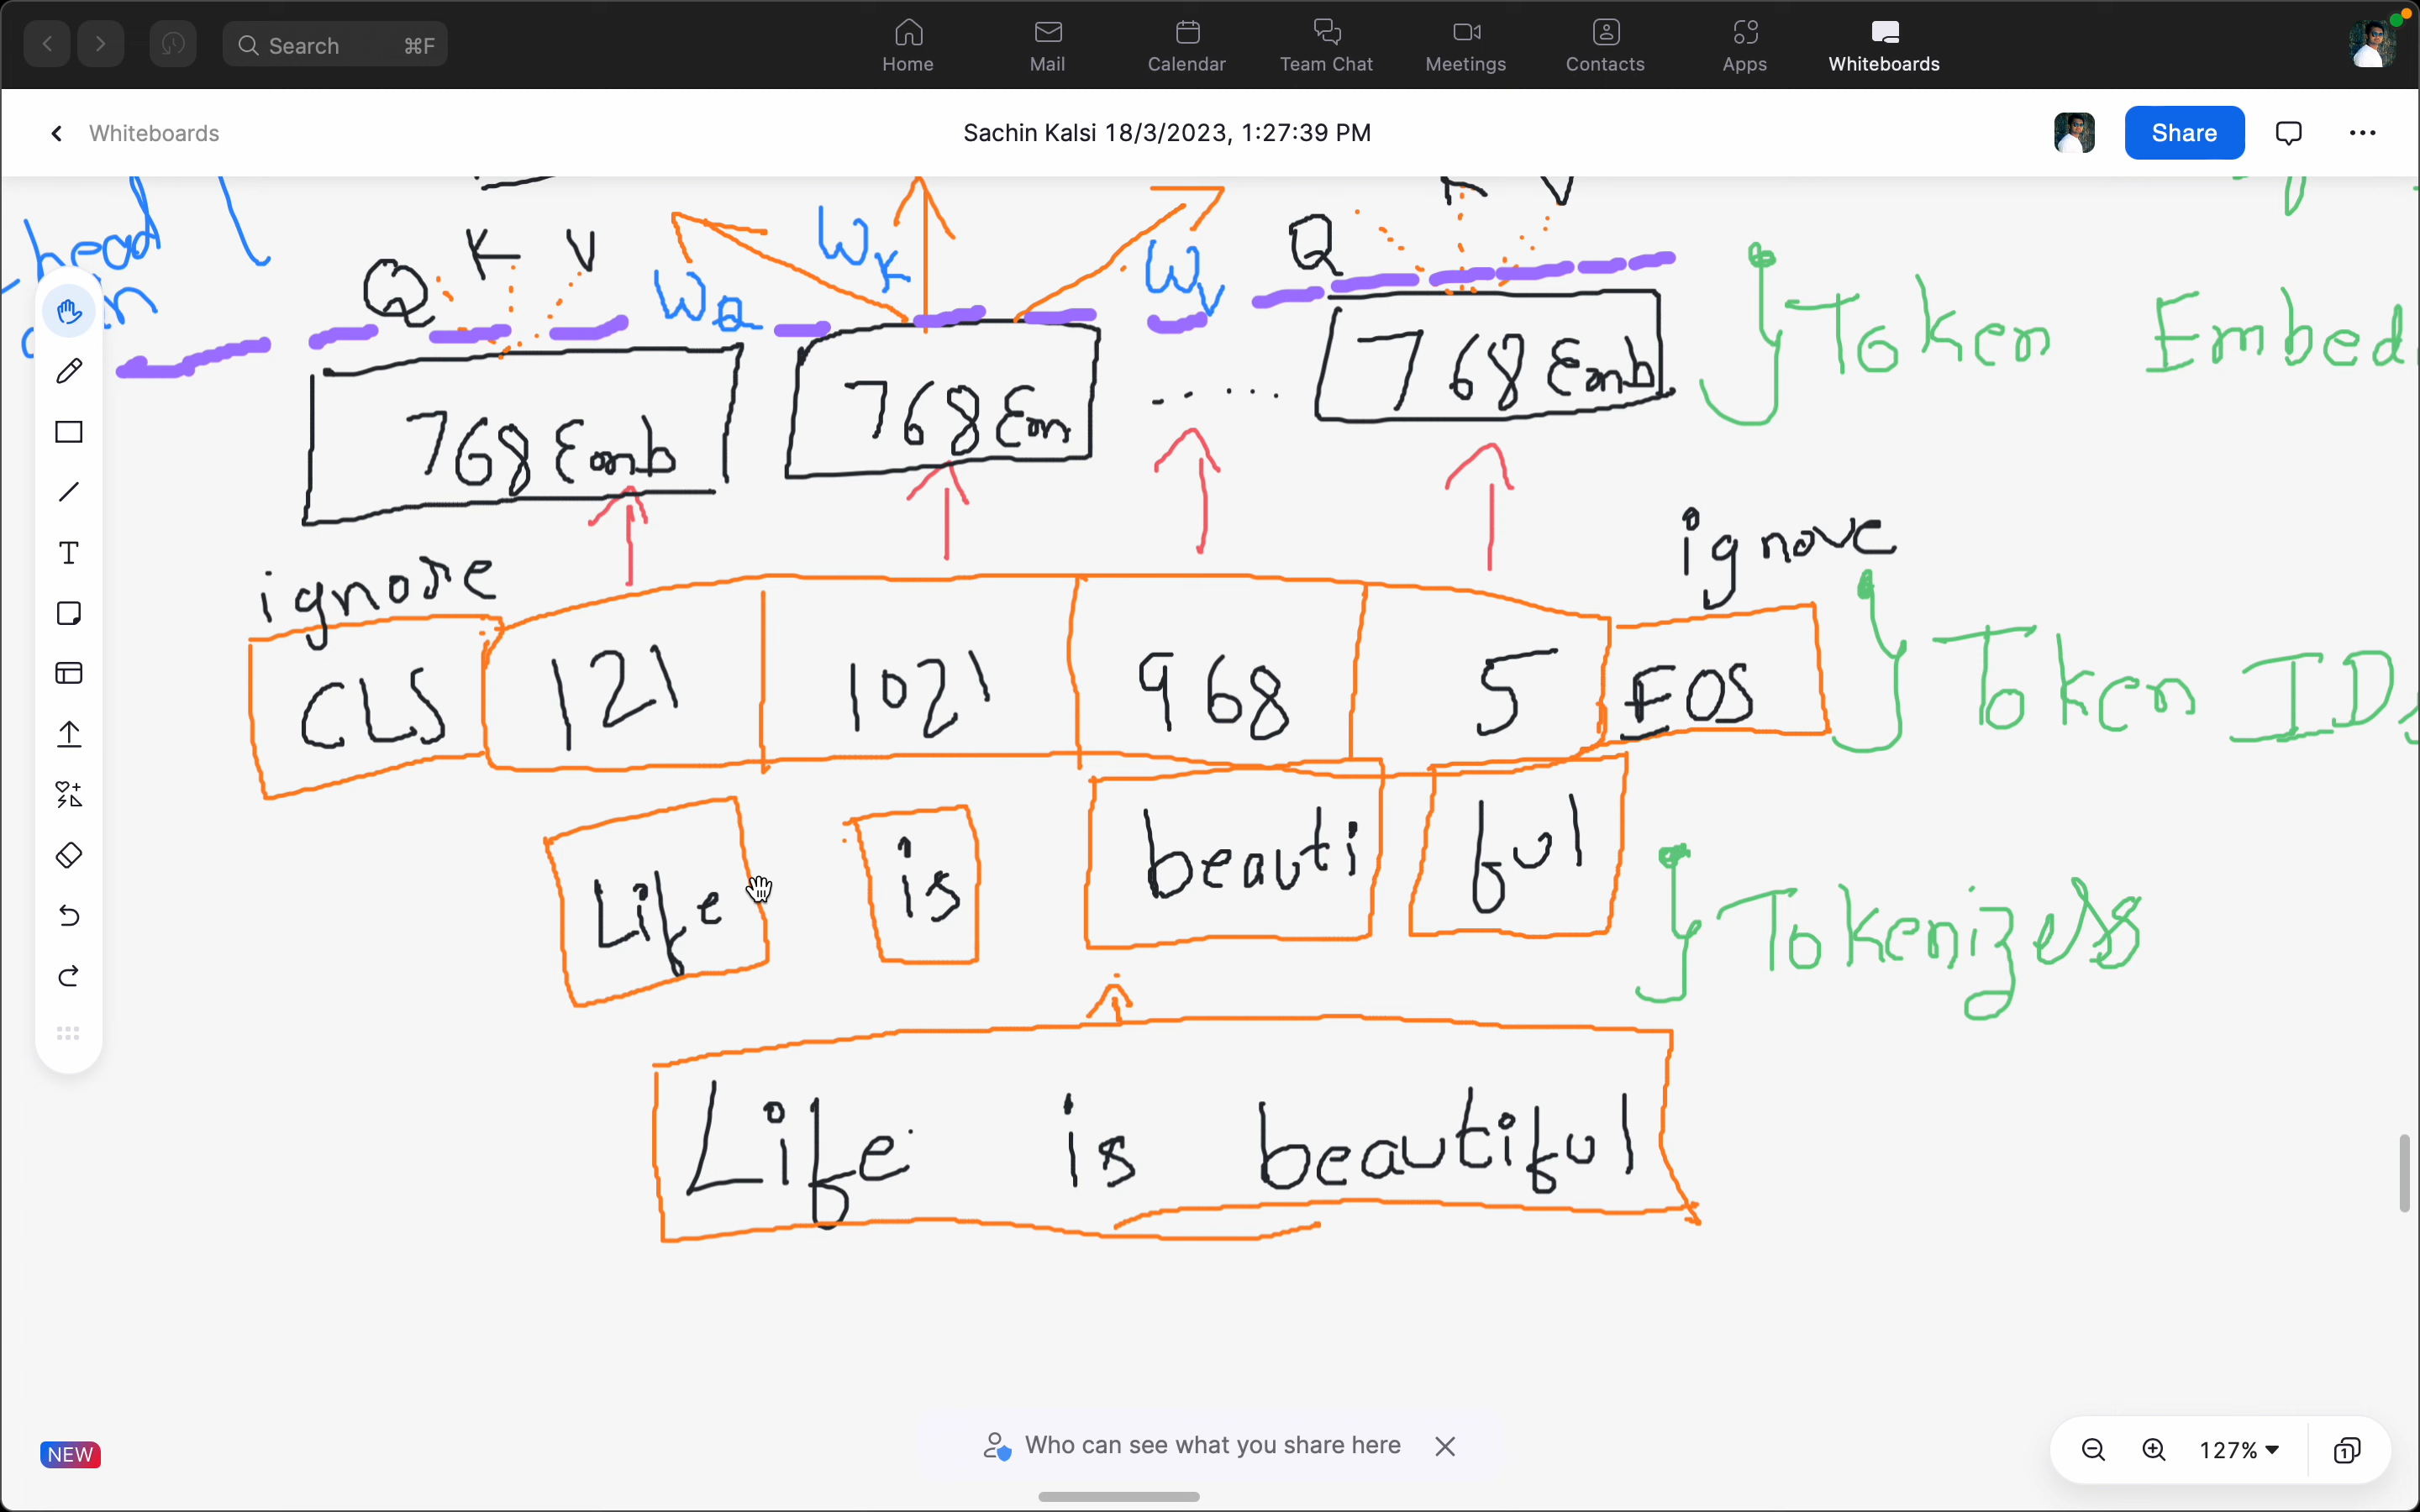 Search ⌘F
Home Mail Calendar Team Chat Meetings Contacts Apps Whiteboards
Whiteboards
Sachin Kalsi 18/3/2023, 1:27:39 PM
Share
head
Q K V
WQ WK WV
Q K V
768 Emb 768 Em ..... 768 Emb
Token Embed
ignore ignore
CLS 121 1021 968 5 EOS
Token IDs
Life is beauti ful
Tokenizers
Life is beautiful
NEW
Who can see what you share here
127%
1